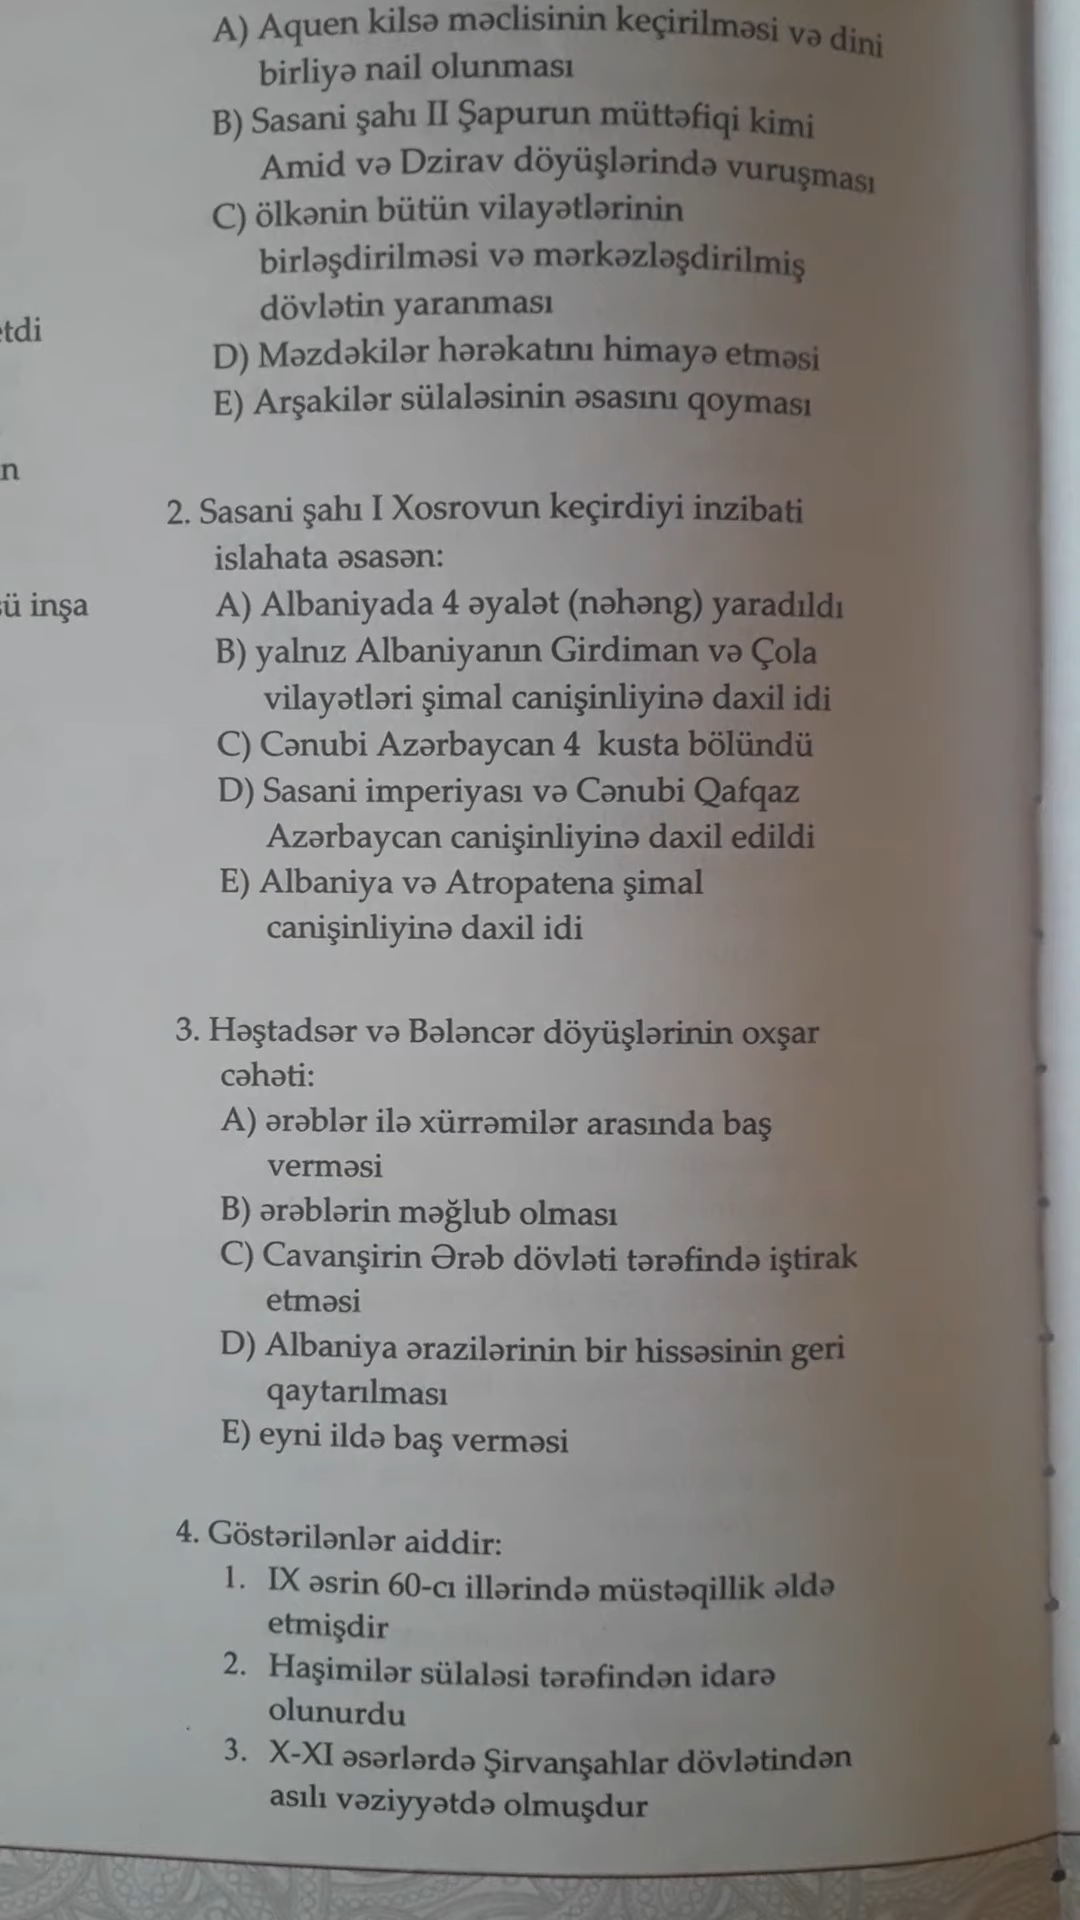 A) Aquen kilsə məclisinin keçirilməsi və dini
birliyə nail olunması
B) Sasani şahı II Şapurun müttəfiqi kimi
Amid və Dzirav döyüşlərində vuruşması
C) ölkənin bütün vilayətlərinin
birləşdirilməsi və mərkəzləşdirilmiş
dövlətin yaranması
D) Məzdəkilər hərəkatını himayə etməsi
E) Arşakilər sülaləsinin əsasını qoyması
etdi
n
sü inşa
2. Sasani şahı I Xosrovun keçirdiyi inzibati
islahata əsasən:
A) Albaniyada 4 əyalət (nəhəng) yaradıldı
B) yalnız Albaniyanın Girdiman və Çola
vilayətləri şimal canişinliyinə daxil idi
C) Cənubi Azərbaycan 4 kusta bölündü
D) Sasani imperiyası və Cənubi Qafqaz
Azərbaycan canişinliyinə daxil edildi
E) Albaniya və Atropatena şimal
canişinliyinə daxil idi
3. Həştadsər və Bələncər döyüşlərinin oxşar
cəhəti:
A) ərəblər ilə xürrəmilər arasında baş
verməsi
B) ərəblərin məğlub olması
C) Cavanşirin Ərəb dövləti tərəfində iştirak
etməsi
D) Albaniya ərazilərinin bir hissəsinin geri
qaytarılması
E) eyni ildə baş verməsi
4. Göstərilənlər aiddir:
1. IX əsrin 60-cı illərində müstəqillik əldə
etmişdir
2. Haşimilər sülaləsi tərəfindən idarə
olunurdu
3. X-XI əsərlərdə Şirvanşahlar dövlətindən
asılı vəziyyətdə olmuşdur